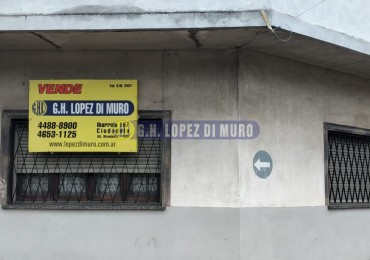 VENDE
G.H. LOPEZ DI MURO
4488-8900
4653-1125
Ciudadela
www.lopezdimuro.com.ar
G.H. LOPEZ DI MURO